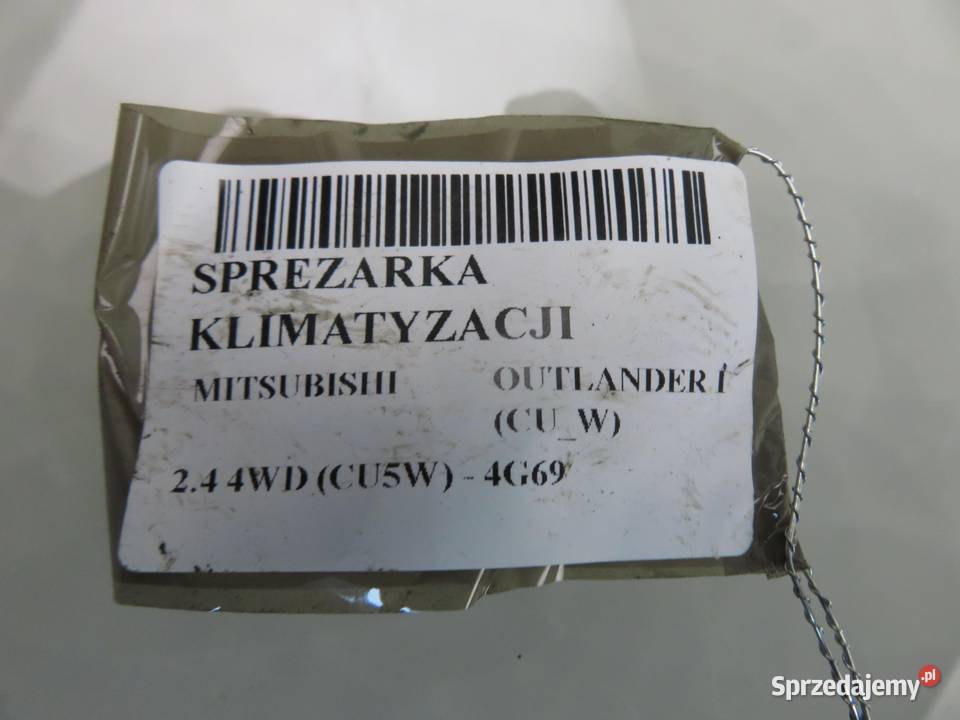 SPREZARKA
KLIMATYZACJI
MITSUBISHI OUTLANDER I
(CU_W)
2.4 4WD (CU5W) - 4G69
Sprzedajemy.pl